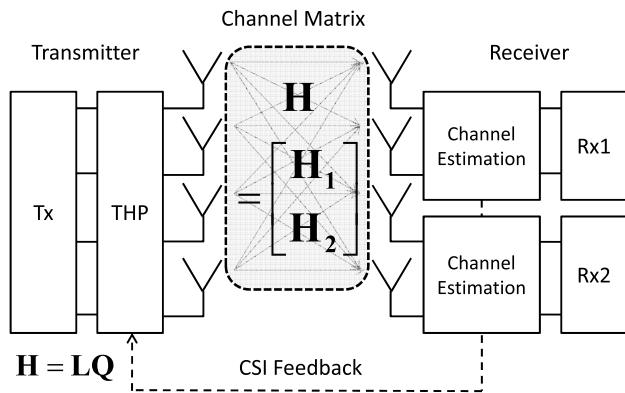 Channel Matrix
Transmitter
Receiver
Tx
THP
H
= [H1
H2]
Channel
Estimation
Rx1
Channel
Estimation
Rx2
H = LQ
CSI Feedback